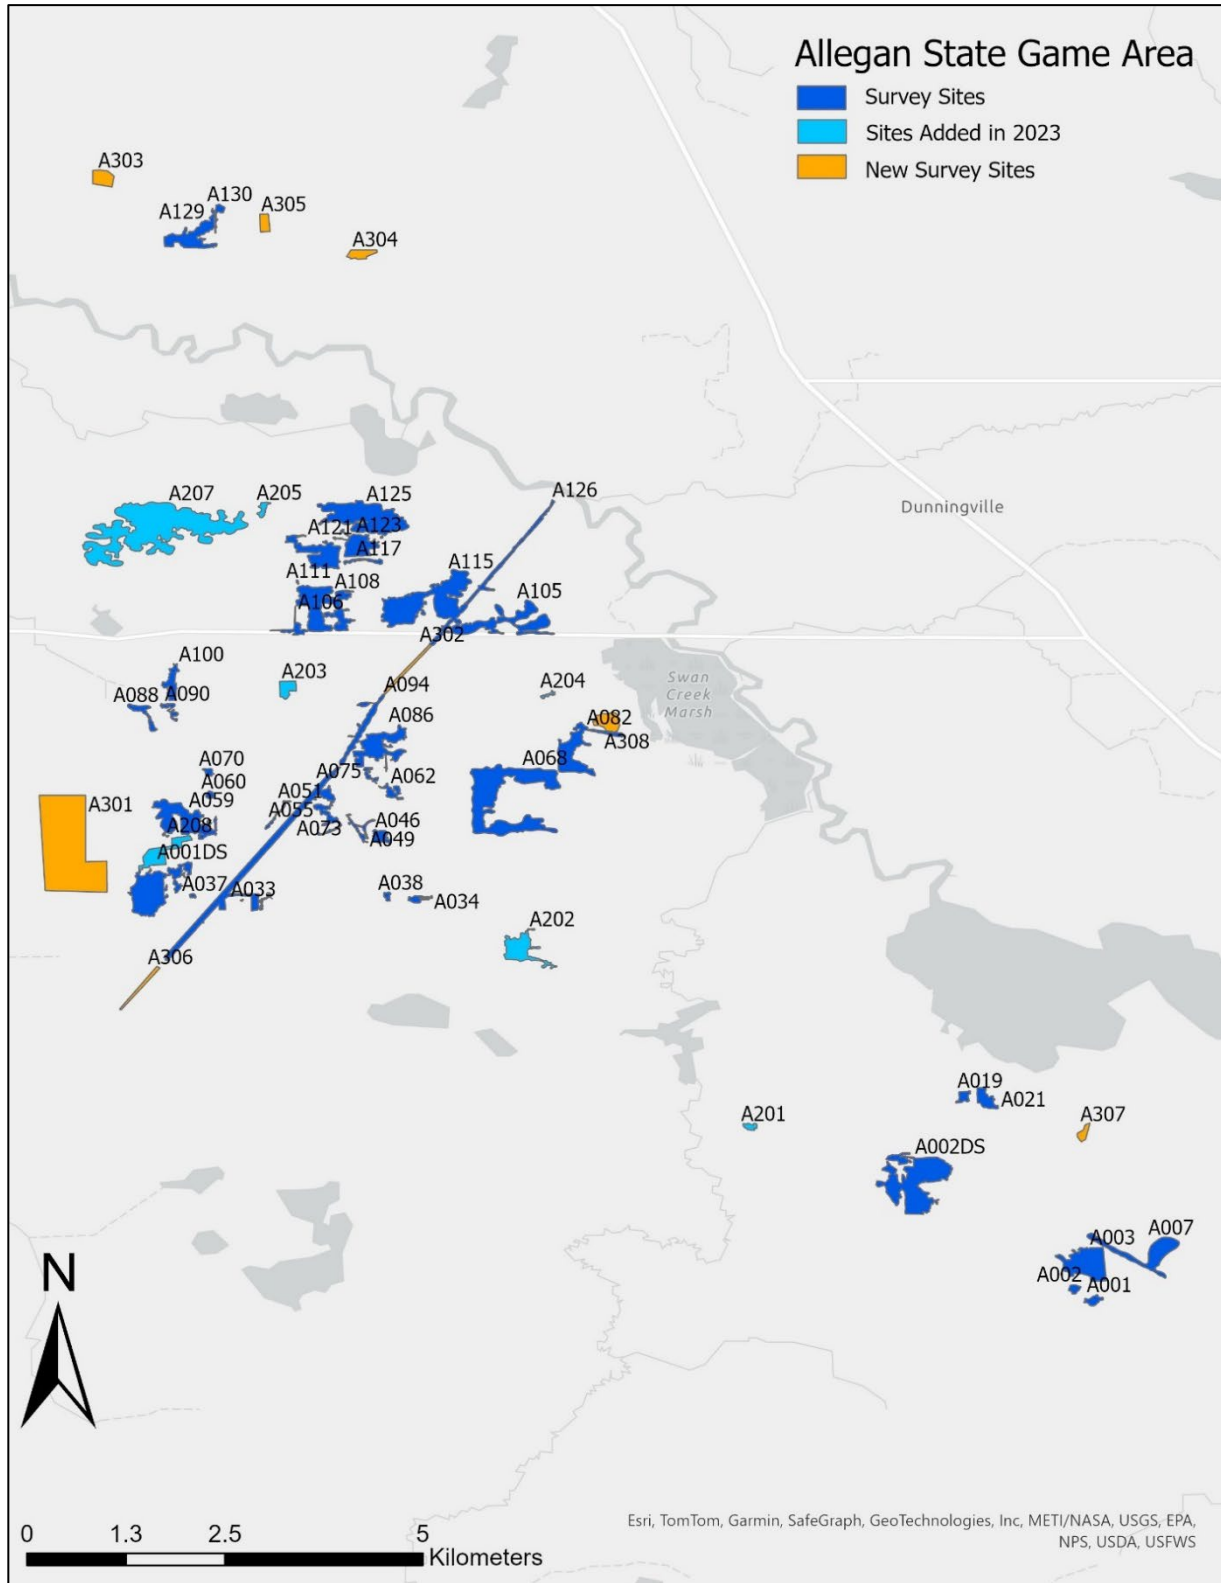 Allegan State Game Area
Survey Sites
Sites Added in 2023
New Survey Sites
A303
A130
A129
A305
A304
A207
A205
A125
A126
A121
A123
A117
Dunningville
A115
A111
A108
A105
A106
A302
A100
A203
A094
A204
Swan
Creek
Marsh
A088
A090
A086
A082
A308
A068
A070
A075
A062
A060
A051
A301
A059
A055
A046
A208
A073
A049
A001DS
A037
A033
A038
A034
A202
A306
A019
A021
A201
A307
A002DS
A003
A007
A002
A001
N
0 1.3 2.5 5
Kilometers
Esri, TomTom, Garmin, SafeGraph, GeoTechnologies, Inc, METI/NASA, USGS, EPA,
NPS, USDA, USFWS